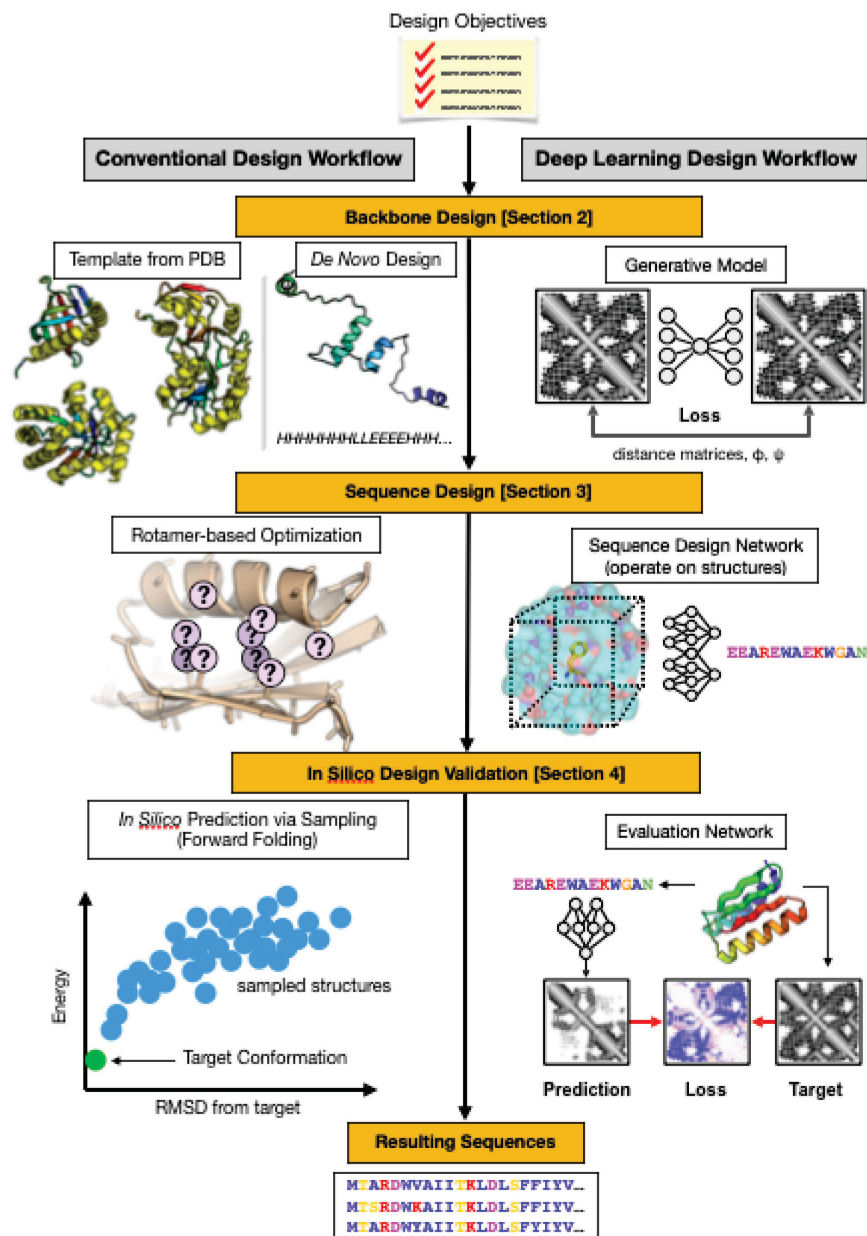 Design Objectives
Conventional Design Workflow
Deep Learning Design Workflow
Backbone Design [Section 2]
Template from PDB
De Novo Design
Generative Model
Loss
HHHHHHHLLEEEEHHH...
distance matrices, ϕ, ψ
Sequence Design [Section 3]
Rotamer-based Optimization
Sequence Design Network
(operate on structures)
?
?
?
?
?
?
?
?
?
EEAREWAEKWGAN
In Silico Design Validation [Section 4]
In Silico Prediction via Sampling
(Forward Folding)
Evaluation Network
EEAREWAEKWGAN
Energy
sampled structures
Target Conformation
RMSD from target
Prediction
Loss
Target
Resulting Sequences
MTARDWVAIITKLDLSFFIYV…
MTSRDWKAIITKLDLSFFIYV…
MTARDWYAIITKLDLSFYIYV…